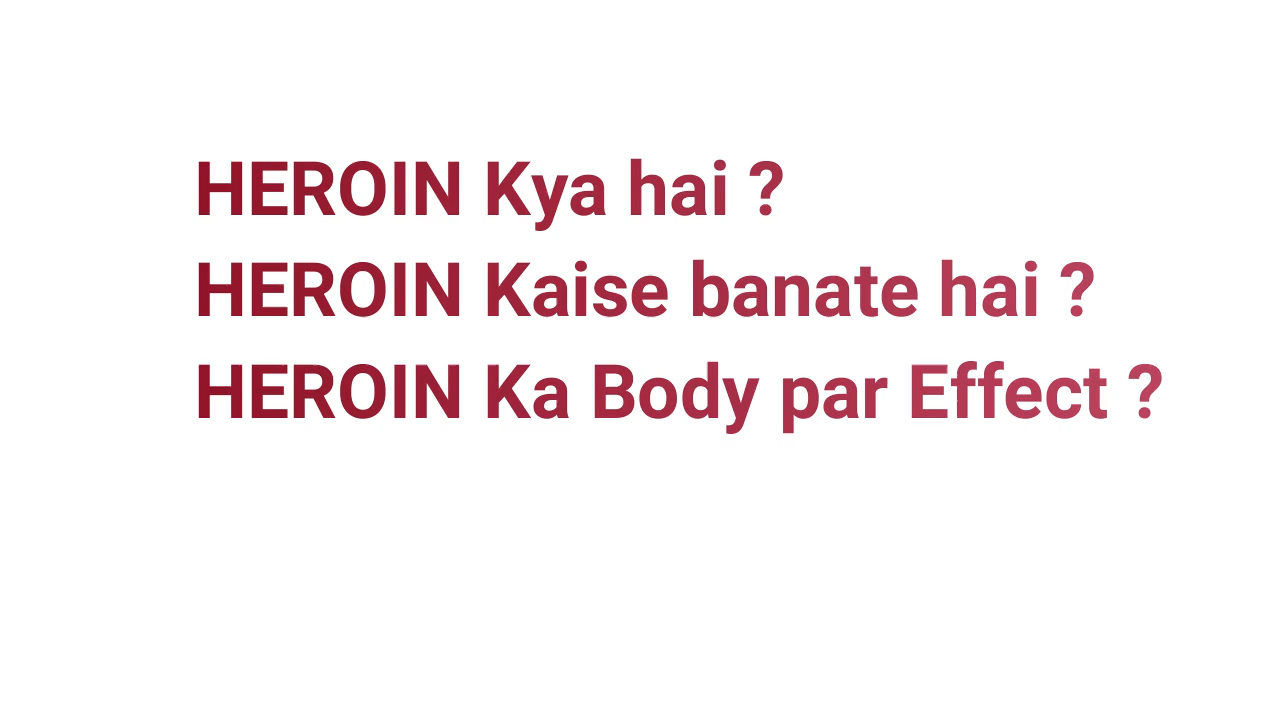 HEROIN Kya hai ?
HEROIN Kaise banate hai ?
HEROIN Ka Body par Effect ?